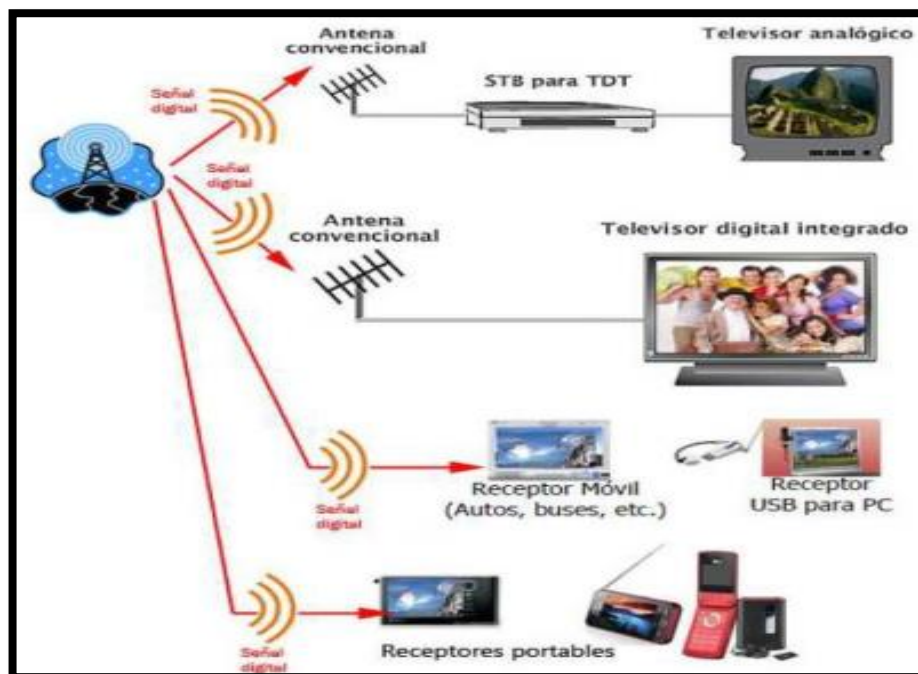 Antena
convencional
Televisor analógico
STB para TDT
Señal
digital
Señal
digital
Antena
convencional
Televisor digital integrado
Receptor Móvil
(Autos, buses, etc.)
Receptor
USB para PC
Señal
digital
Receptores portables
Señal
digital